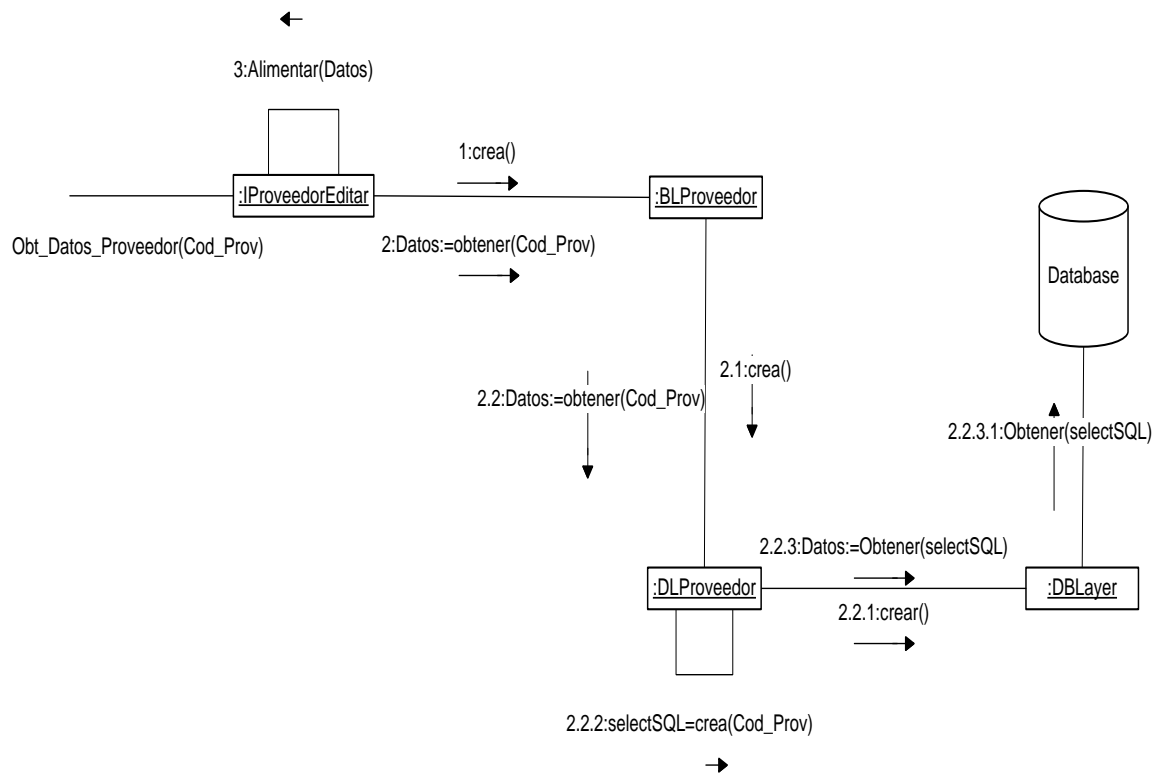 3:Alimentar(Datos)
1:crea()
:IProveedorEditar
:BLProveedor
Obt_Datos_Proveedor(Cod_Prov)
2:Datos:=obtener(Cod_Prov)
Database
2.1:crea()
2.2:Datos:=obtener(Cod_Prov)
2.2.3.1:Obtener(selectSQL)
2.2.3:Datos:=Obtener(selectSQL)
:DLProveedor
:DBLayer
2.2.1:crear()
2.2.2:selectSQL=crea(Cod_Prov)